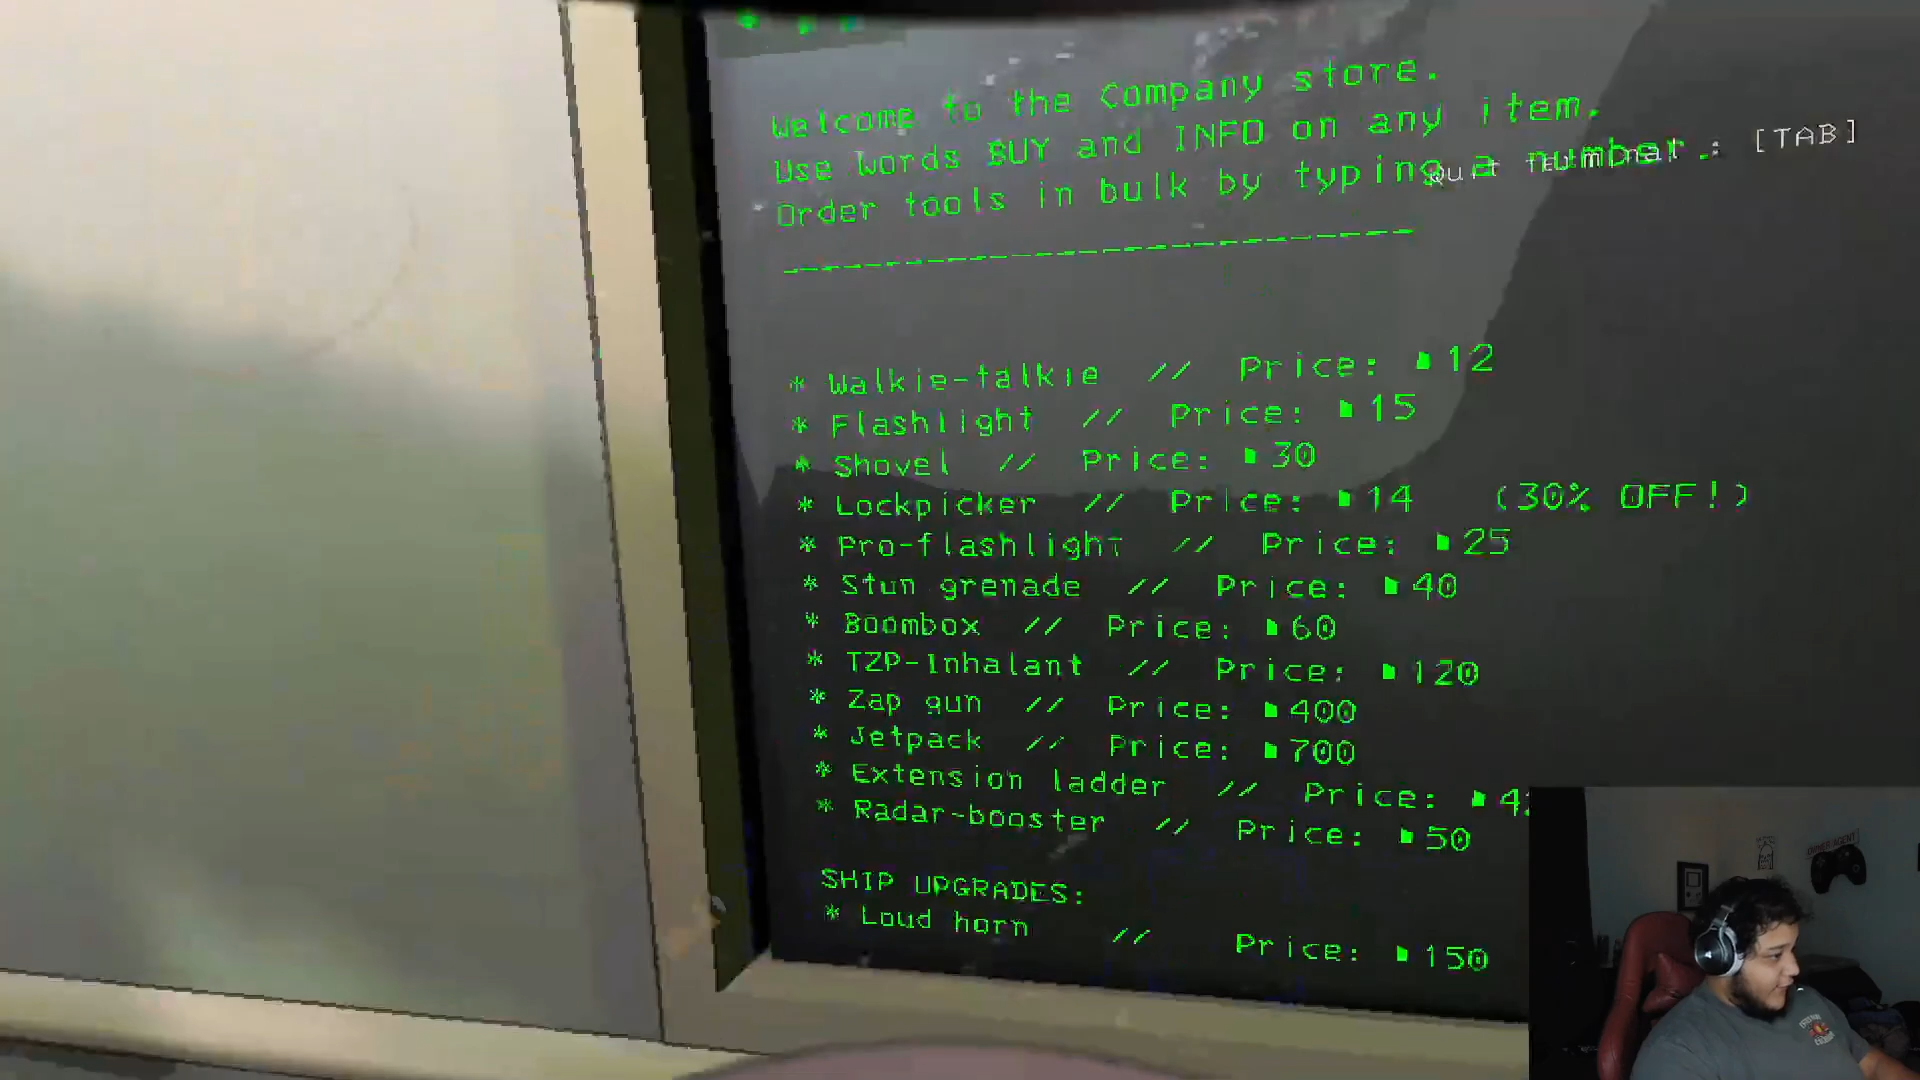 Welcome to the Company store.
Use words BUY and INFO on any item.
Order tools in bulk by typing a number.
Quit terminal : [TAB]
----------------------------
* Walkie-talkie // Price: 12
* Flashlight // Price: 15
* Shovel // Price: 30
* Lockpicker // Price: 14 (30% OFF!)
* Pro-flashlight // Price: 25
* Stun grenade // Price: 40
* Boombox // Price: 60
* TZP-Inhalant // Price: 120
* Zap gun // Price: 400
* Jetpack // Price: 700
* Extension ladder // Price:
* Radar-booster // Price: 50
SHIP UPGRADES:
* Loud horn // Price: 150